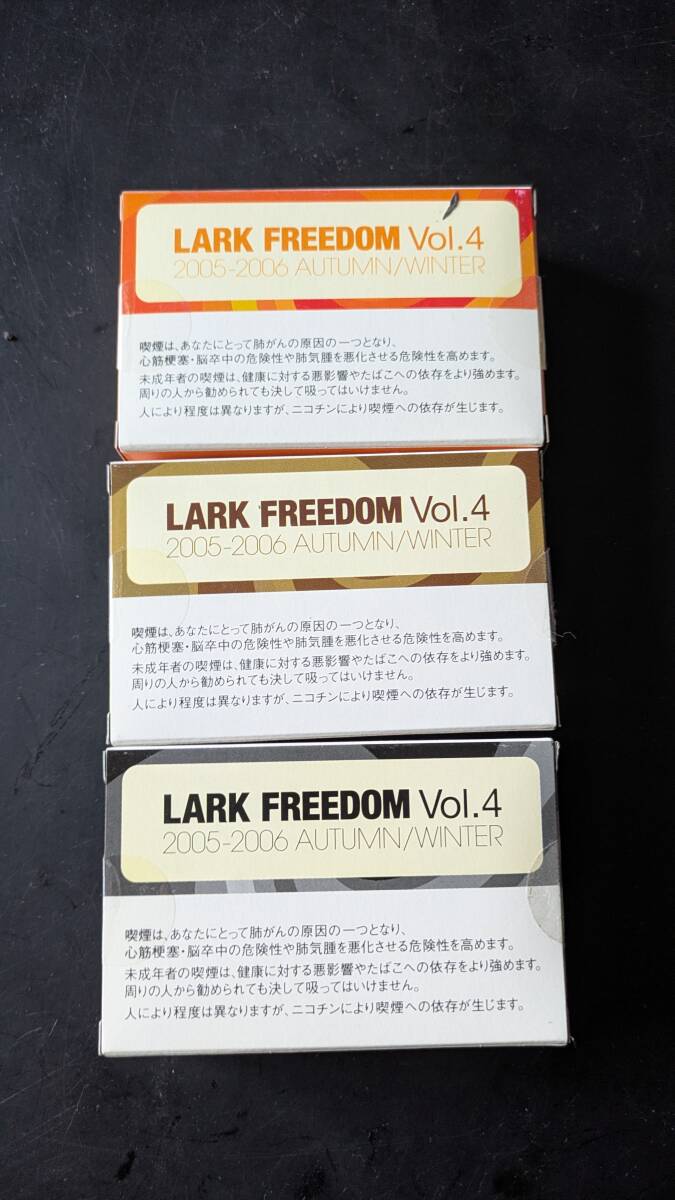 LARK FREEDOM Vol.4
2005-2006 AUTUMN/WINTER
喫煙は、あなたにとって肺がんの原因の一つとなり、
心筋梗塞・脳卒中の危険性や肺気腫を悪化させる危険性を高めます。
未成年者の喫煙は、健康に対する悪影響やたばこへの依存をより強めます。
周りの人から勧められても決して吸ってはいけません。
人により程度は異なりますが、ニコチンにより喫煙への依存が生じます。
LARK FREEDOM Vol.4
2005-2006 AUTUMN/WINTER
喫煙は、あなたにとって肺がんの原因の一つとなり、
心筋梗塞・脳卒中の危険性や肺気腫を悪化させる危険性を高めます。
未成年者の喫煙は、健康に対する悪影響やたばこへの依存をより強めます。
周りの人から勧められても決して吸ってはいけません。
人により程度は異なりますが、ニコチンにより喫煙への依存が生じます。
LARK FREEDOM Vol.4
2005-2006 AUTUMN/WINTER
喫煙は、あなたにとって肺がんの原因の一つとなり、
心筋梗塞・脳卒中の危険性や肺気腫を悪化させる危険性を高めます。
未成年者の喫煙は、健康に対する悪影響やたばこへの依存をより強めます。
周りの人から勧められても決して吸ってはいけません。
人により程度は異なりますが、ニコチンにより喫煙への依存が生じます。